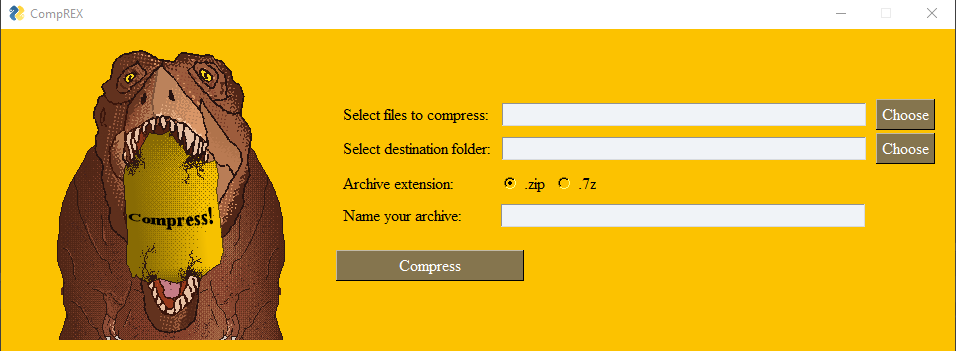 CompREX
Select files to compress:
Choose
Select destination folder:
Choose
Archive extension:
.zip
.7z
Name your archive:
Compress
Compress!